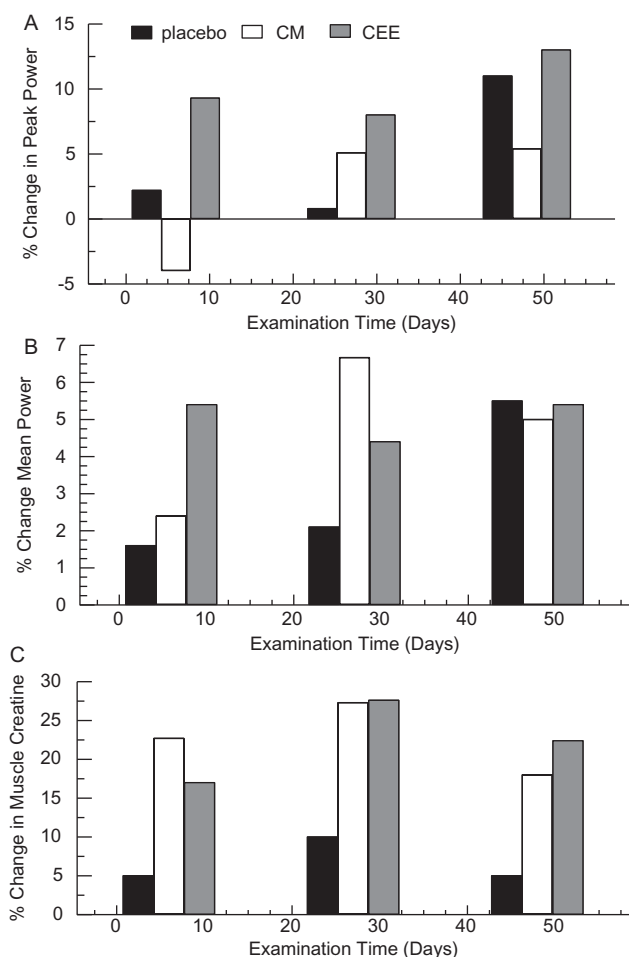 A
placebo CM CEE
15
10
5
0
-5
% Change in Peak Power
0 10 20 30 40 50
Examination Time (Days)
B
7
6
5
4
3
2
1
0
% Change Mean Power
0 10 20 30 40 50
Examination Time (Days)
C
30
25
20
15
10
5
0
% Change in Muscle Creatine
0 10 20 30 40 50
Examination Time (Days)